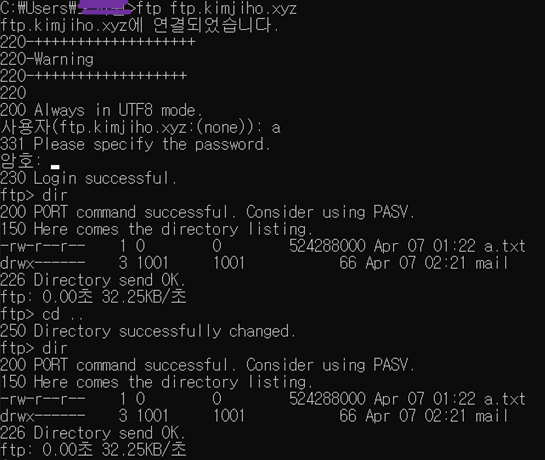 C:₩Users₩>ftp ftp.kimjiho.xyz
ftp.kimjiho.xyz에 연결되었습니다.
220-++++++++++++++++++
220-Warning
220-++++++++++++++++++
220
200 Always in UTF8 mode.
사용자(ftp.kimjiho.xyz:(none)): a
331 Please specify the password.
암호:
230 Login successful.
ftp> dir
200 PORT command successful. Consider using PASV.
150 Here comes the directory listing.
-rw-r--r--    1 0        0        524288000 Apr 07 01:22 a.txt
drwx------    3 1001     1001            66 Apr 07 02:21 mail
226 Directory send OK.
ftp: 0.00초 32.25KB/초
ftp> cd ..
250 Directory successfully changed.
ftp> dir
200 PORT command successful. Consider using PASV.
150 Here comes the directory listing.
-rw-r--r--    1 0        0        524288000 Apr 07 01:22 a.txt
drwx------    3 1001     1001            66 Apr 07 02:21 mail
226 Directory send OK.
ftp: 0.00초 32.25KB/초